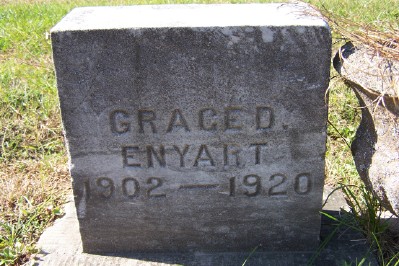 GRACE D.
ENYART
1902 — 1920